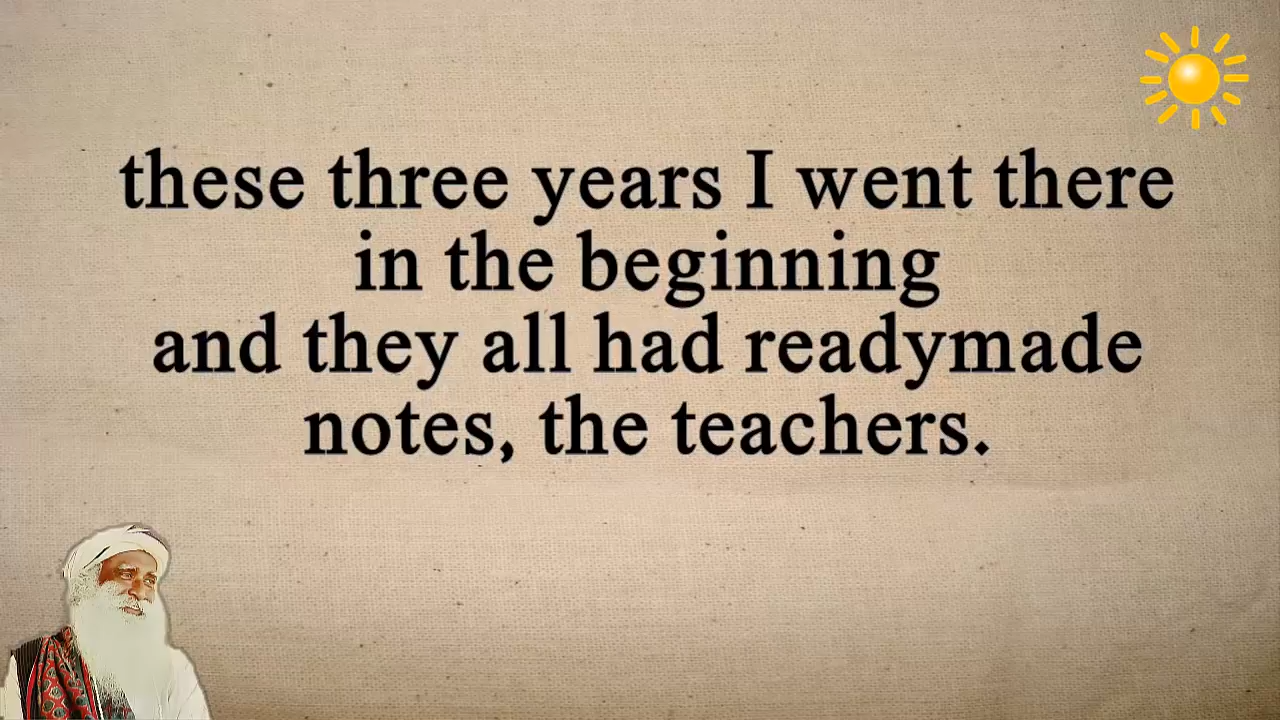 these three years I went there
in the beginning
and they all had readymade
notes, the teachers.